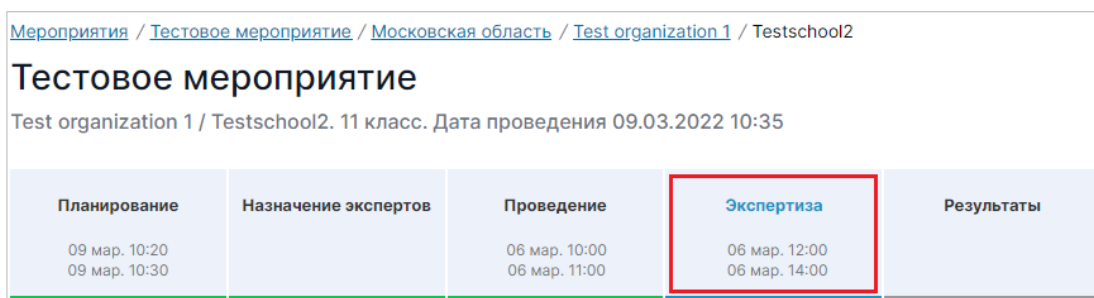 Мероприятия / Тестовое мероприятие / Московская область / Test organization 1 / Testschool2
Тестовое мероприятие
Test organization 1 / Testschool2. 11 класс. Дата проведения 09.03.2022 10:35
Планирование Назначение экспертов Проведение Экспертиза Результаты
09 мар. 10:20 06 мар. 10:00 06 мар. 12:00
09 мар. 10:30 06 мар. 11:00 06 мар. 14:00